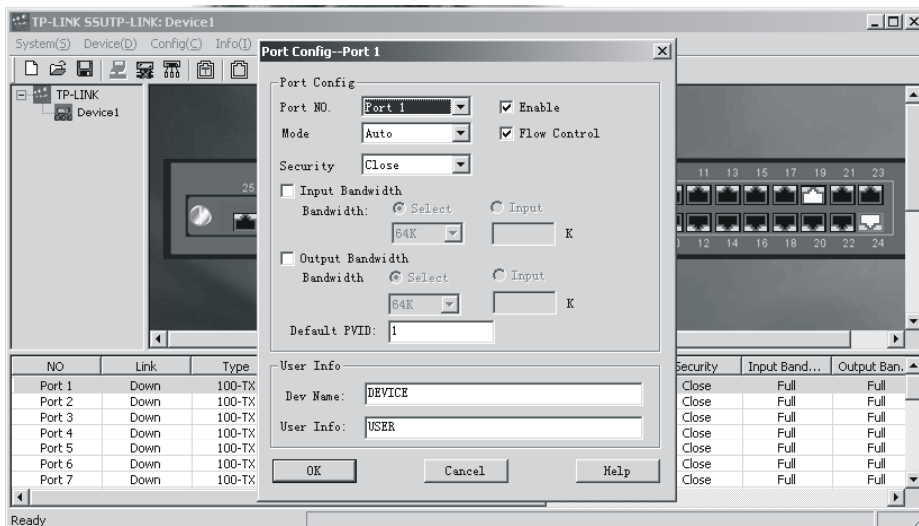 TP-LINK SSUTP-LINK: Device1
System(S) Device(D) Config(C) Info(I)
TP-LINK
Device1
25
11 13 15 17 19 21 23
12 14 16 18 20 22 24
Port Config--Port 1
Port Config
Port NO. Port 1 Enable
Mode Auto Flow Control
Security Close
Input Bandwidth
Bandwidth: Select Input
64K K
Output Bandwidth
Bandwidth Select Input
64K K
Default PVID: 1
User Info
Dev Name: DEVICE
User Info: USER
OK Cancel Help
NO Link Type Security Input Band... Output Ban.
Port 1 Down 100-TX Close Full Full
Port 2 Down 100-TX Close Full Full
Port 3 Down 100-TX Close Full Full
Port 4 Down 100-TX Close Full Full
Port 5 Down 100-TX Close Full Full
Port 6 Down 100-TX Close Full Full
Port 7 Down 100-TX Close Full Full
Ready